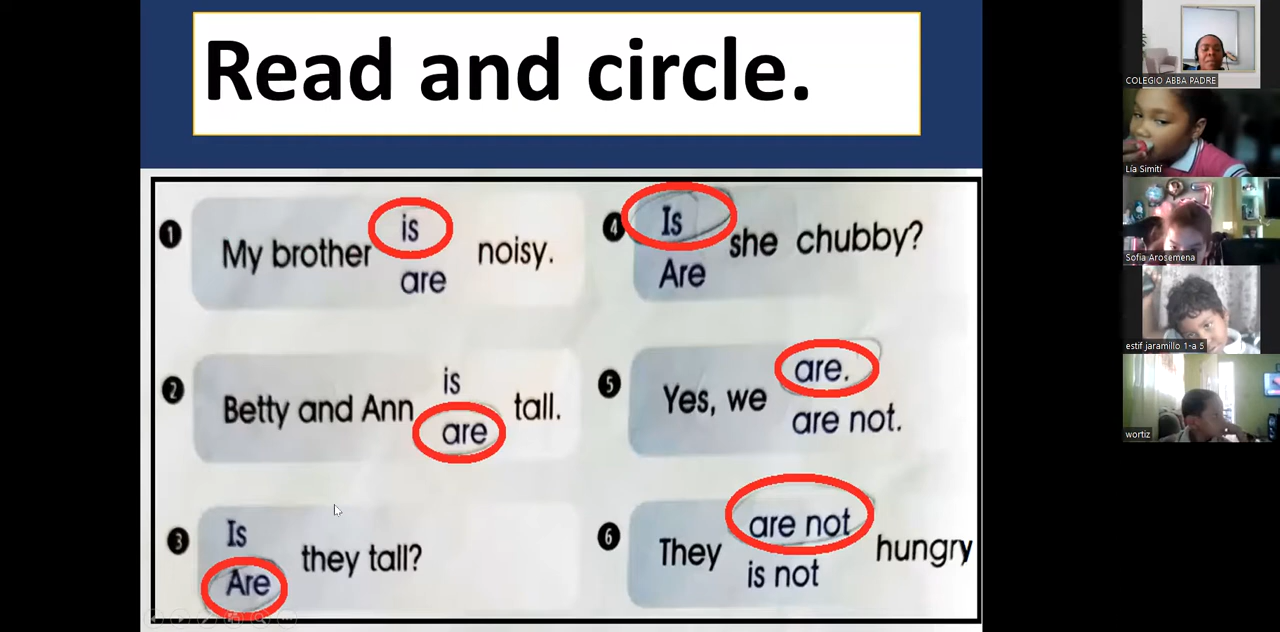 Read and circle.
1 My brother is noisy.
are
2 Betty and Ann is tall.
are
3 Is they tall?
Are
4 Is she chubby?
Are
5 Yes, we are.
are not.
6 They are not hungry
is not
COLEGIO ABBA PADRE
Lía Simití
Sofia Arosemena
estif jaramillo 1-a 5
wortiz